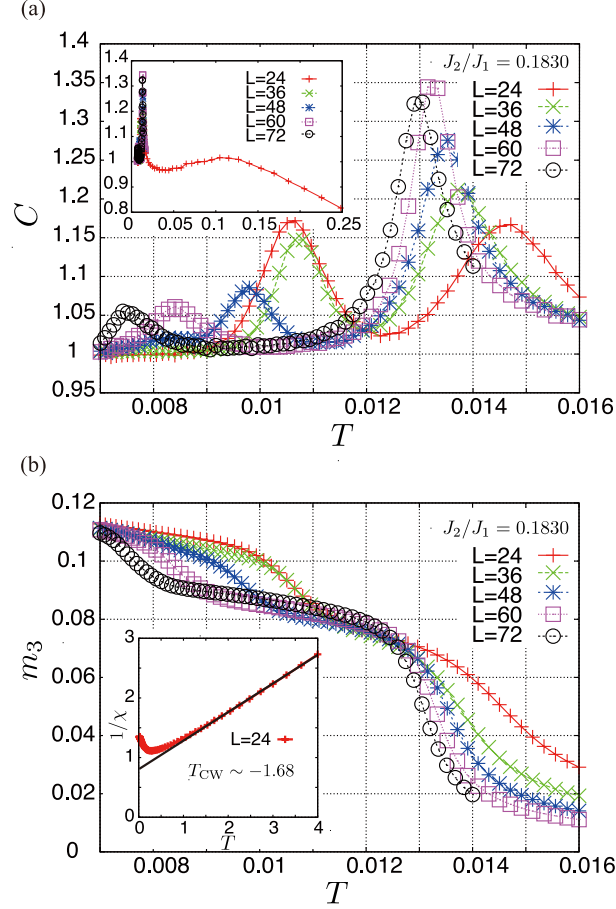 (a)
1.4
1.35
1.3
1.25
1.2
1.15
1.1
1.05
1
0.95
C
0.008 0.01 0.012 0.014 0.016
T
J2/J1 = 0.1830
L=24
L=36
L=48
L=60
L=72
1.4
1.3
1.2
1.1
1.0
0.9
0.8
0 0.05 0.10 0.15 0.20 0.25
L=24
L=36
L=48
L=60
L=72
(b)
0.12
0.1
0.08
0.06
0.04
0.02
0
m3
0.008 0.01 0.012 0.014 0.016
T
J2/J1 = 0.1830
L=24
L=36
L=48
L=60
L=72
3
2
1
0
1/χ
0 1 2 3 4
T
L=24
TCW ∼ −1.68